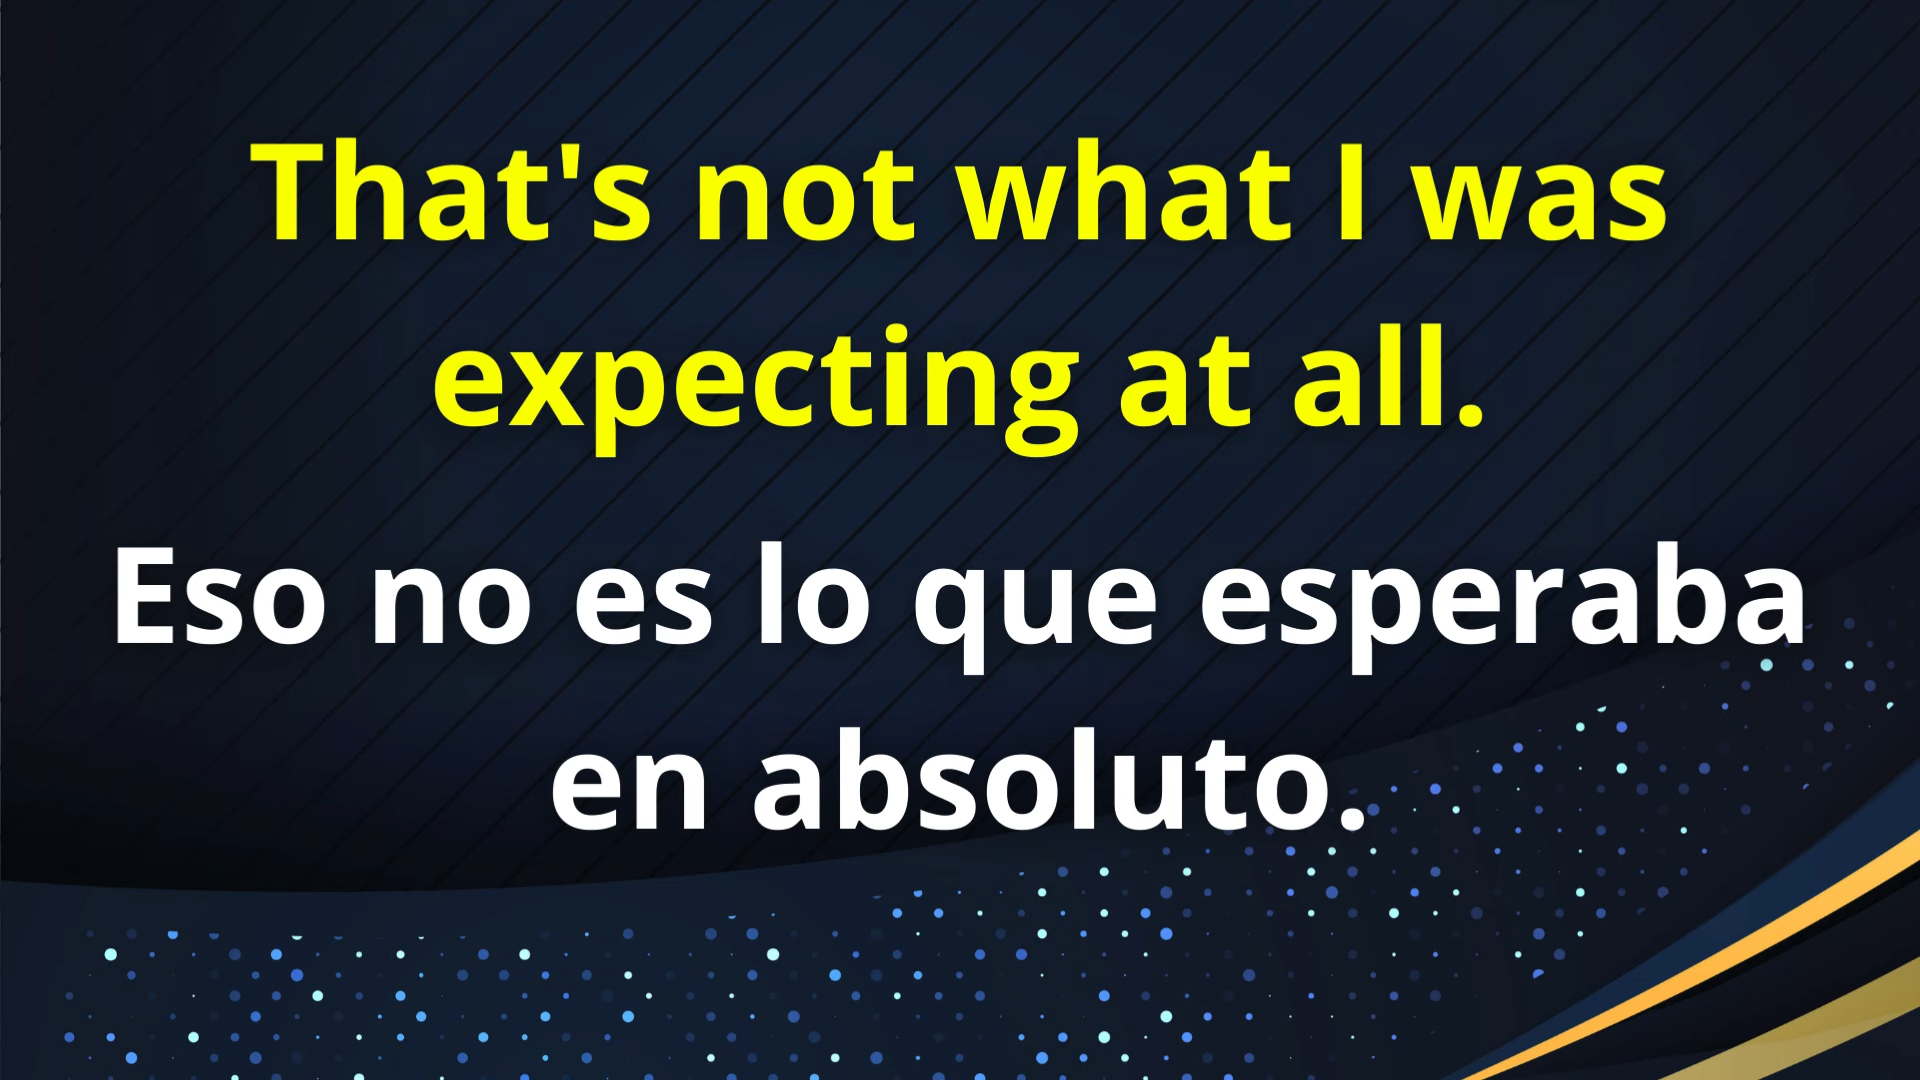 That's not what I was
expecting at all.
Eso no es lo que esperaba
en absoluto.